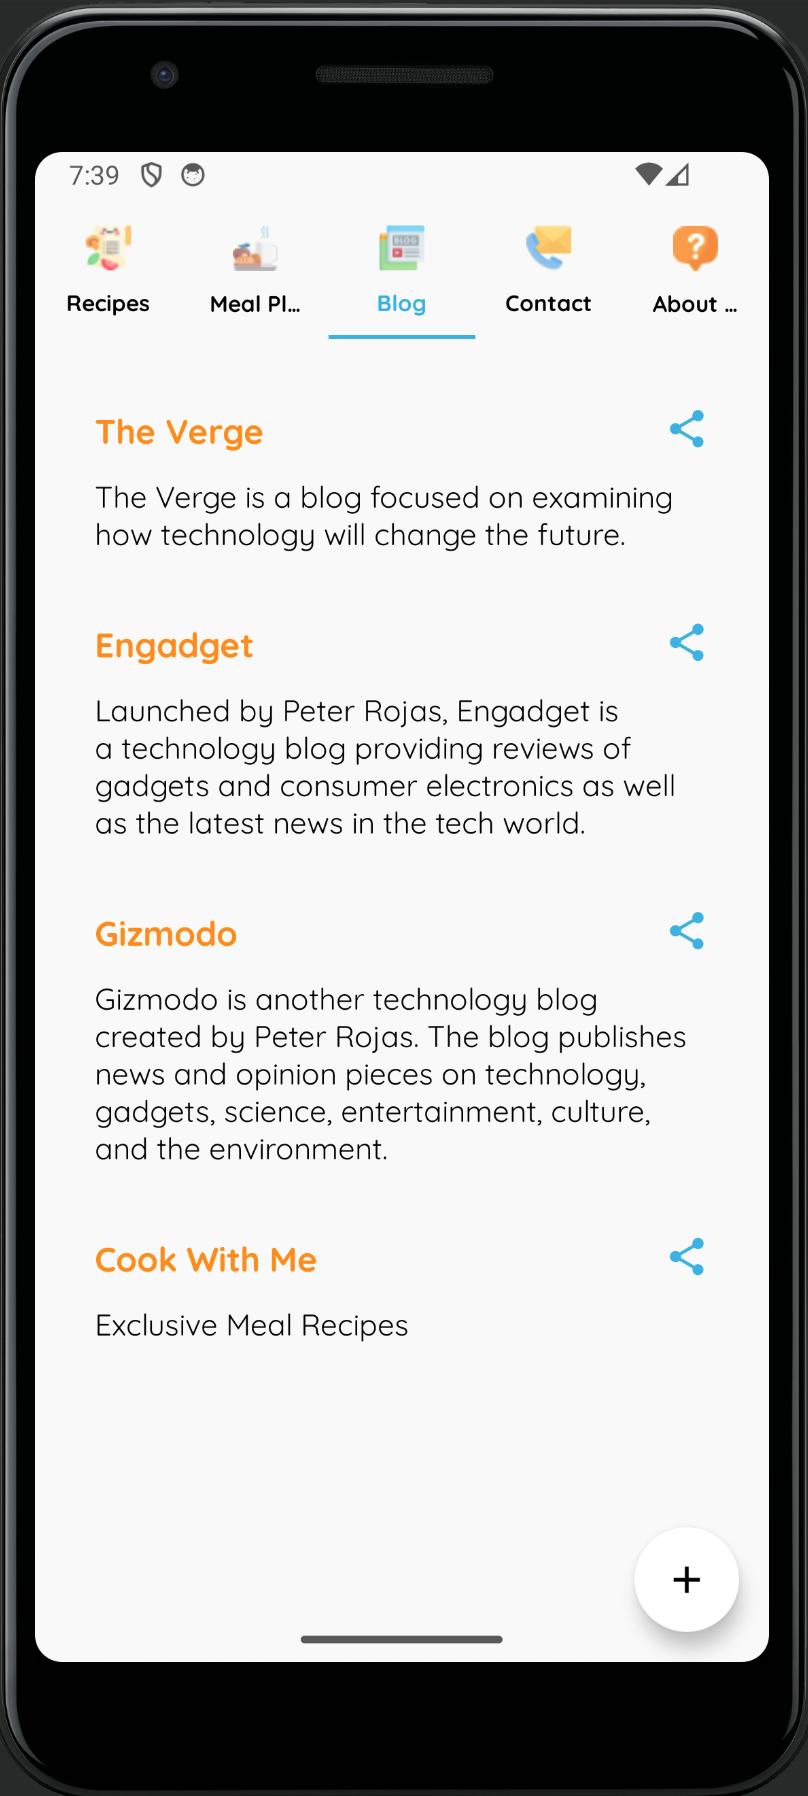 7:39
Recipes
Meal Pl...
Blog
Contact
About ...
The Verge
The Verge is a blog focused on examining
how technology will change the future.
Engadget
Launched by Peter Rojas, Engadget is
a technology blog providing reviews of
gadgets and consumer electronics as well
as the latest news in the tech world.
Gizmodo
Gizmodo is another technology blog
created by Peter Rojas. The blog publishes
news and opinion pieces on technology,
gadgets, science, entertainment, culture,
and the environment.
Cook With Me
Exclusive Meal Recipes